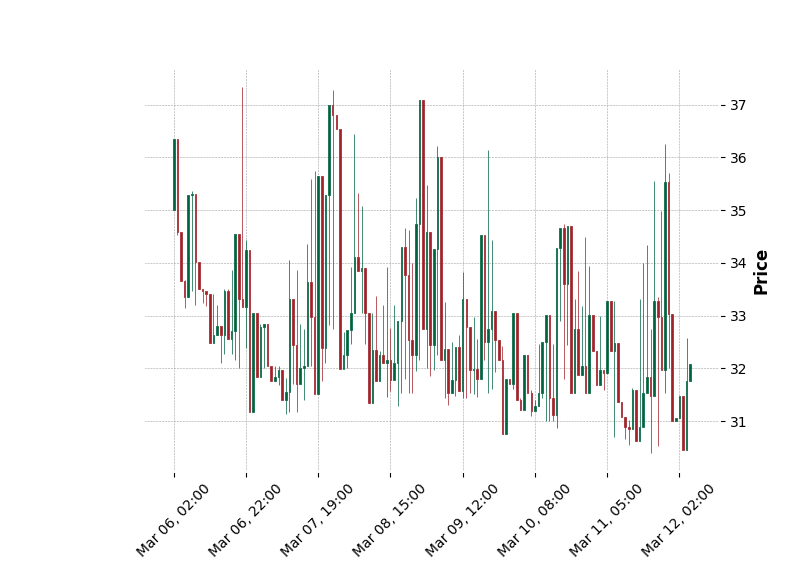 37
36
35
34
33
32
31
Price
Mar 06, 02:00
Mar 06, 22:00
Mar 07, 19:00
Mar 08, 15:00
Mar 09, 12:00
Mar 10, 08:00
Mar 11, 05:00
Mar 12, 02:00